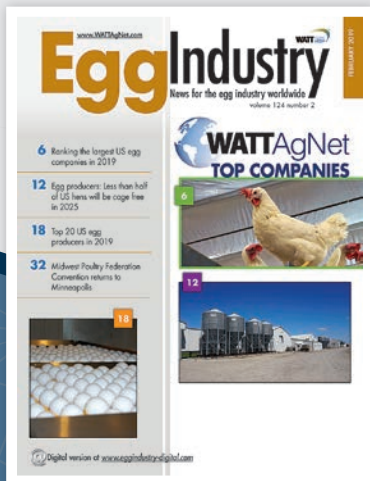 www.WATTAgNet.com
WATT
FEBRUARY 2019
EggIndustry
News for the egg industry worldwide
volume 124 number 2
6 Ranking the largest US egg
companies in 2019
12 Egg producers: Less than half
of US hens will be cage free
in 2025
18 Top 20 US egg
producers in 2019
32 Midwest Poultry Federation
Convention returns to
Minneapolis
WATTAgNet
TOP COMPANIES
6
12
18
Digital version at www.eggindustry-digital.com